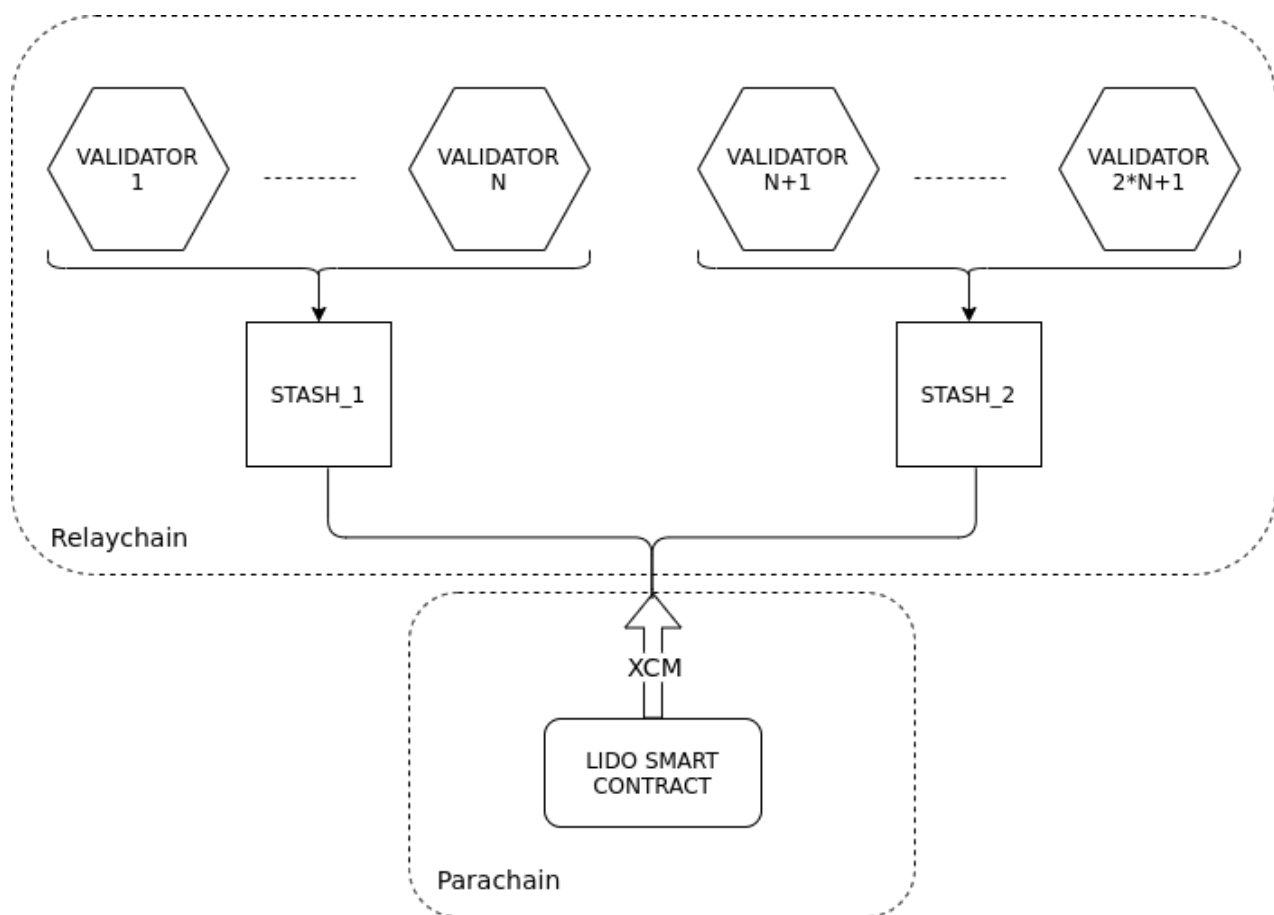 VALIDATOR
1
VALIDATOR
N
VALIDATOR
N+1
VALIDATOR
2*N+1
STASH_1
STASH_2
Relaychain
XCM
LIDO SMART
CONTRACT
Parachain